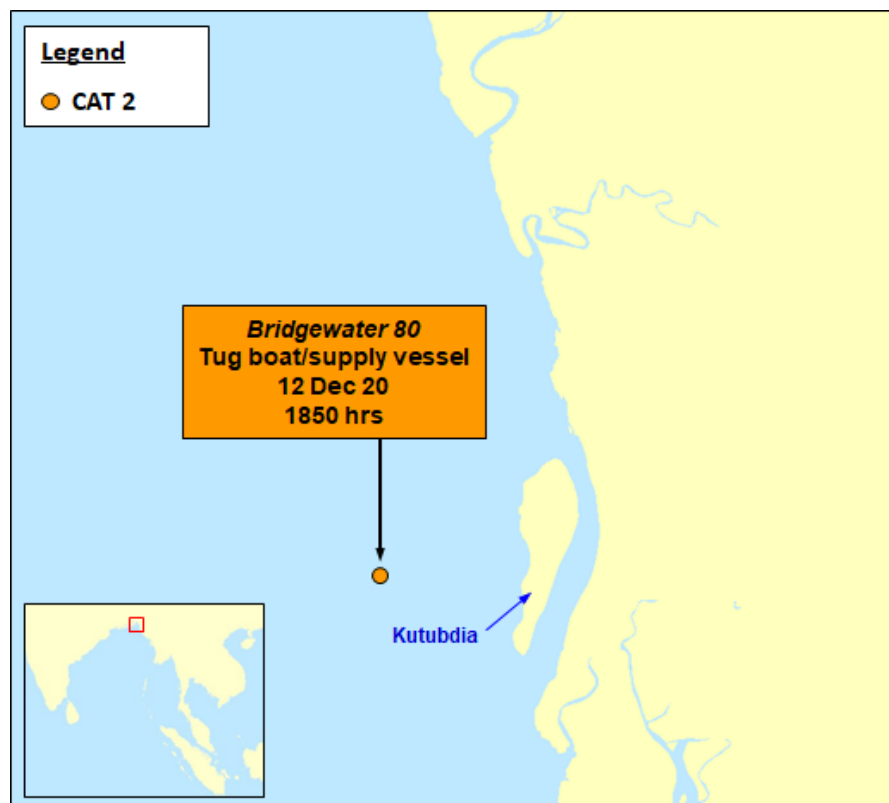 Legend
CAT 2
Bridgewater 80
Tug boat/supply vessel
12 Dec 20
1850 hrs
Kutubdia